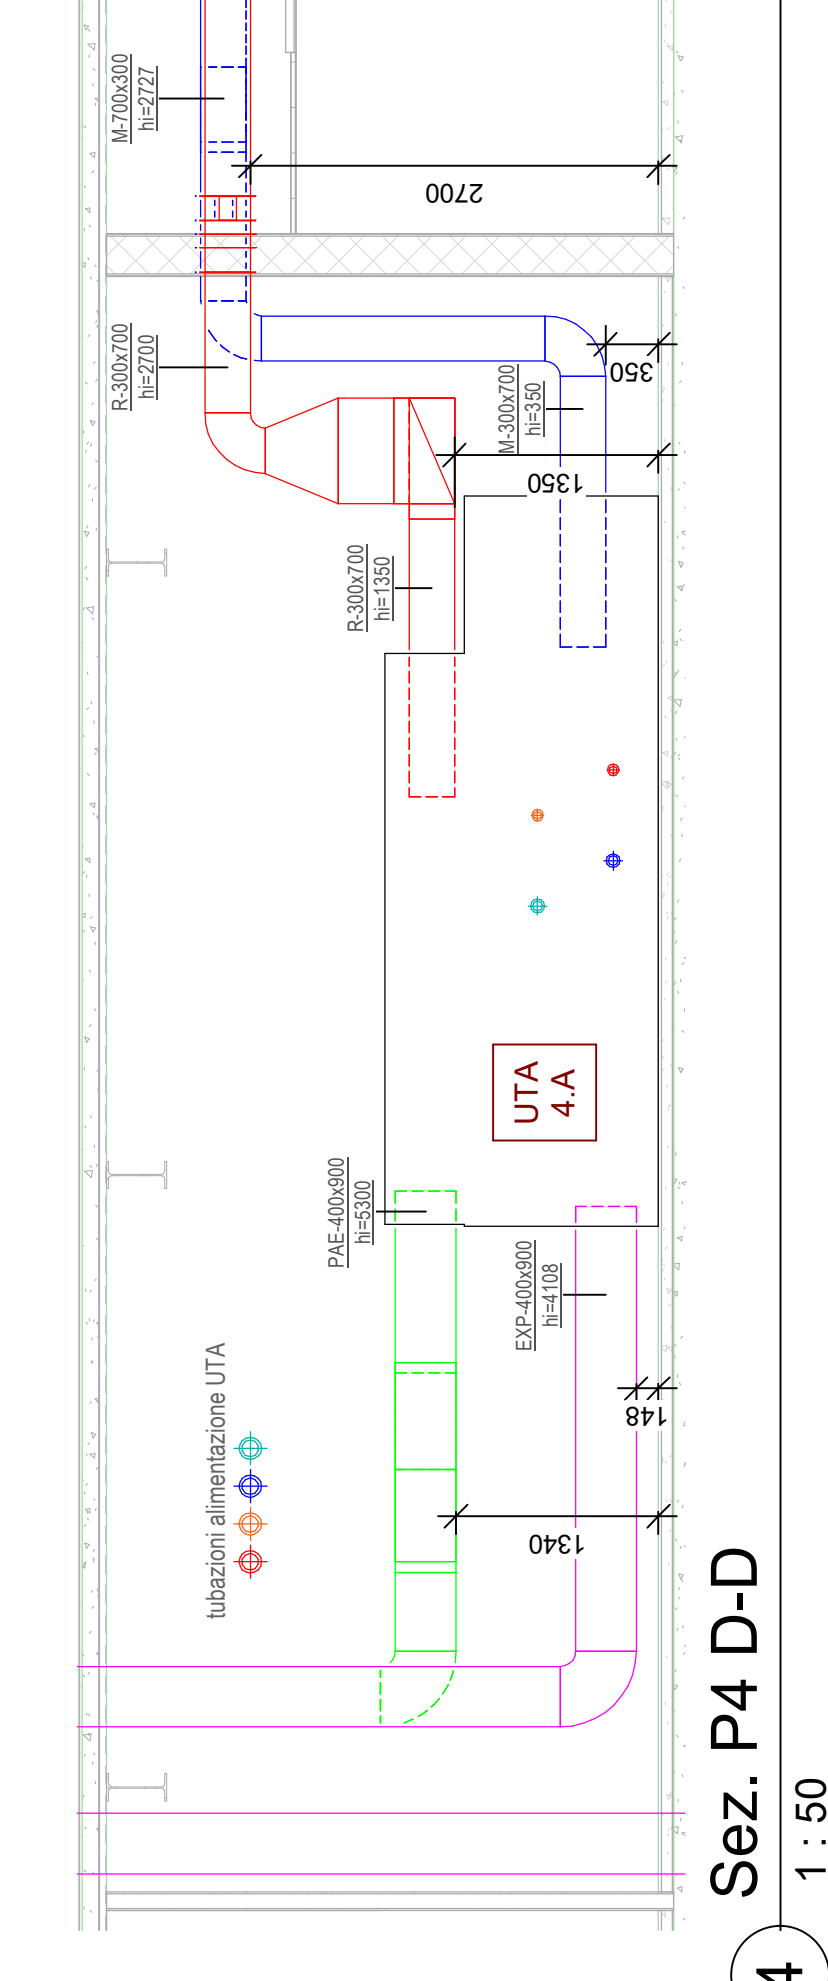 M-700x300
hi=2727
2700
R-300x700
hi=2700
M-300x700
hi=350
350
1350
R-300x700
hi=1350
UTA
4.A
PAE-400x900
hi=5300
EXP-400x900
hi=4108
148
1340
tubazioni alimentazione UTA
Sez. P4 D-D
1 : 50
4